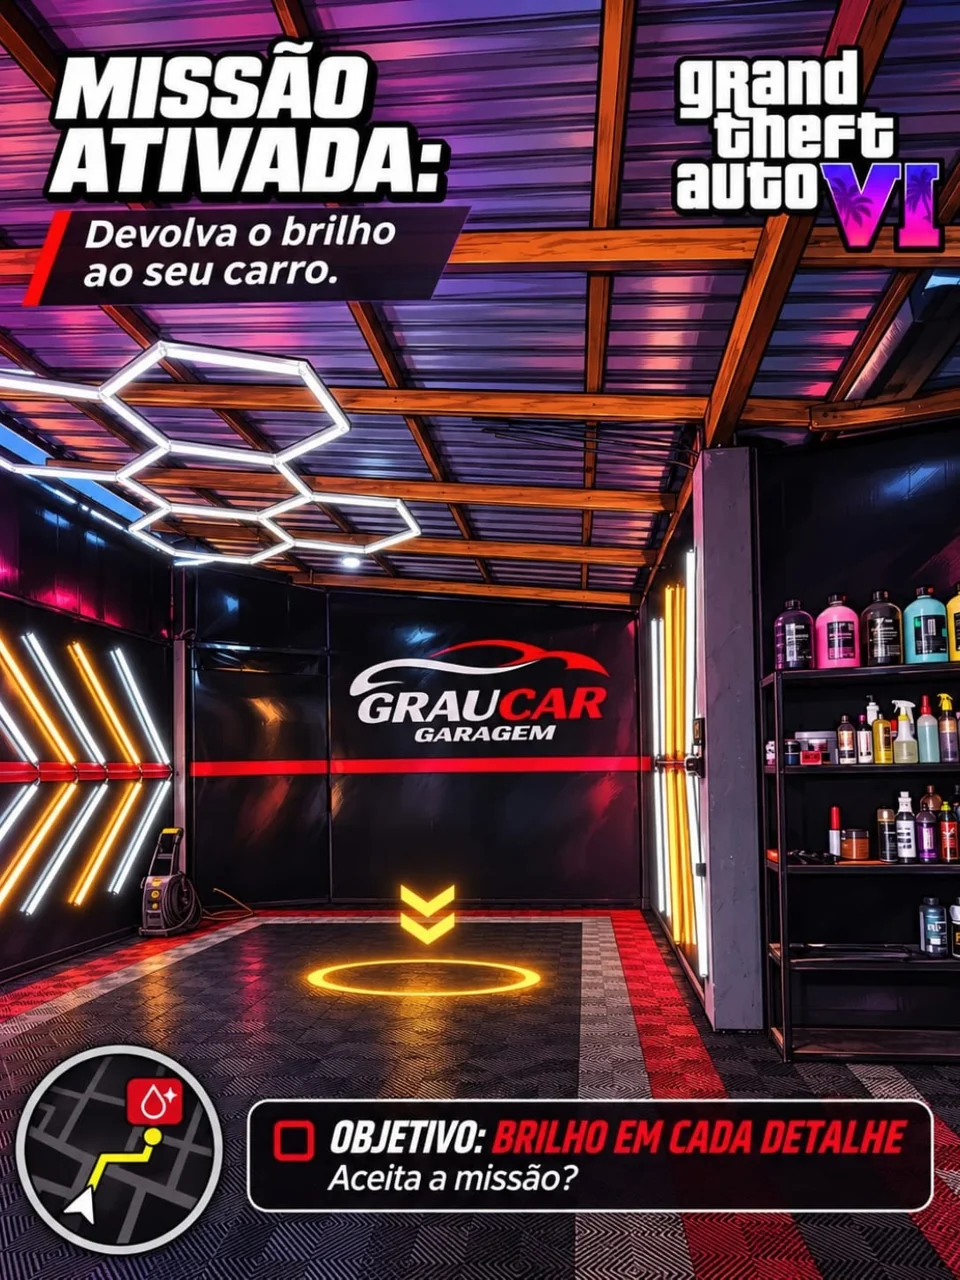 MISSÃO
ATIVADA:
Devolva o brilho
ao seu carro.
grand
theft
auto VI
GRAUCAR
GARAGEM
OBJETIVO: BRILHO EM CADA DETALHE
Aceita a missão?